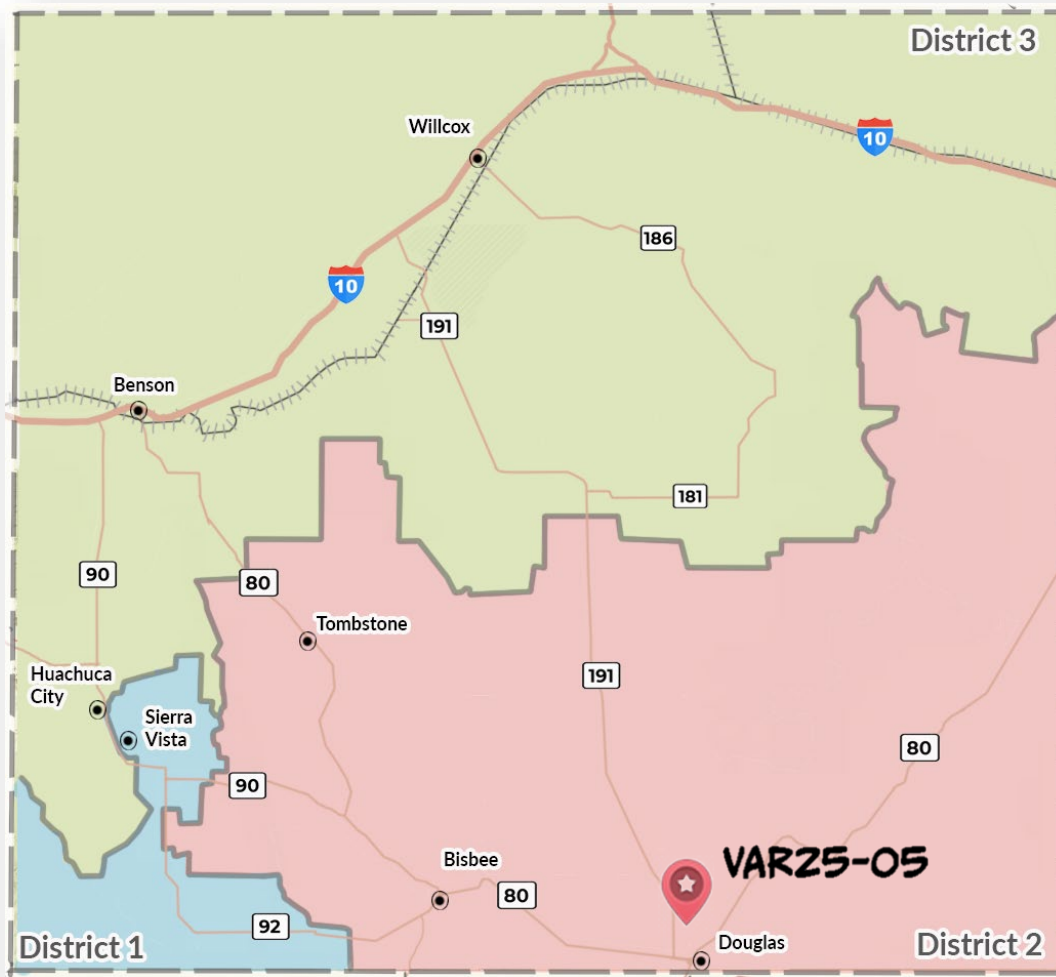 District 3
Willcox
10
186
10
191
Benson
181
90
80
Tombstone
Huachuca
City
191
Sierra
Vista
80
90
VAR25-05
Bisbee
80
92
Douglas
District 1
District 2